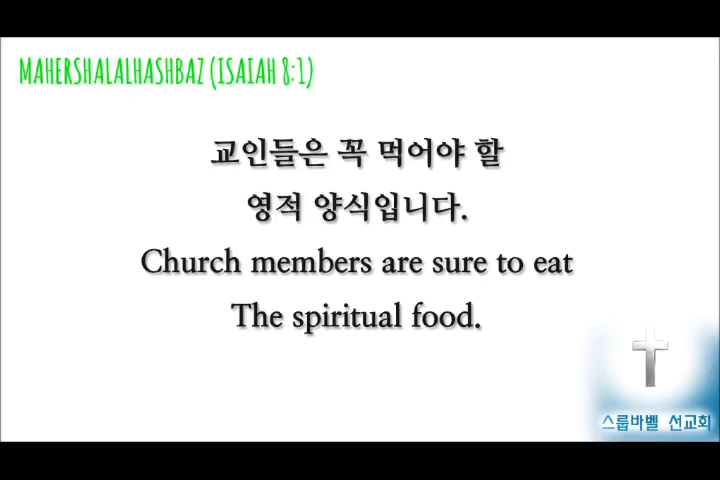 MAHERSHALALHASHBAZ (ISAIAH 8:1)
교인들은 꼭 먹어야 할
영적 양식입니다.
Church members are sure to eat
The spiritual food.
스룹바벨 선교회